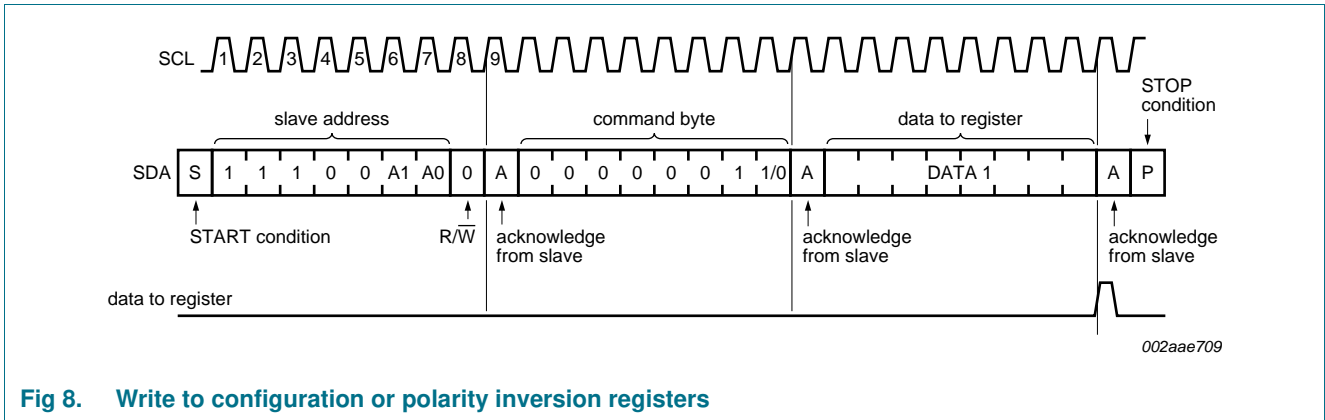 SCL 1 2 3 4 5 6 7 8 9
STOP
condition
slave address command byte data to register
SDA S 1 1 1 0 0 A1 A0 0 A 0 0 0 0 0 0 1 1/0 A DATA 1 A P
START condition R/W̅ acknowledge acknowledge acknowledge
from slave from slave from slave
data to register
002aae709
Fig 8. Write to configuration or polarity inversion registers